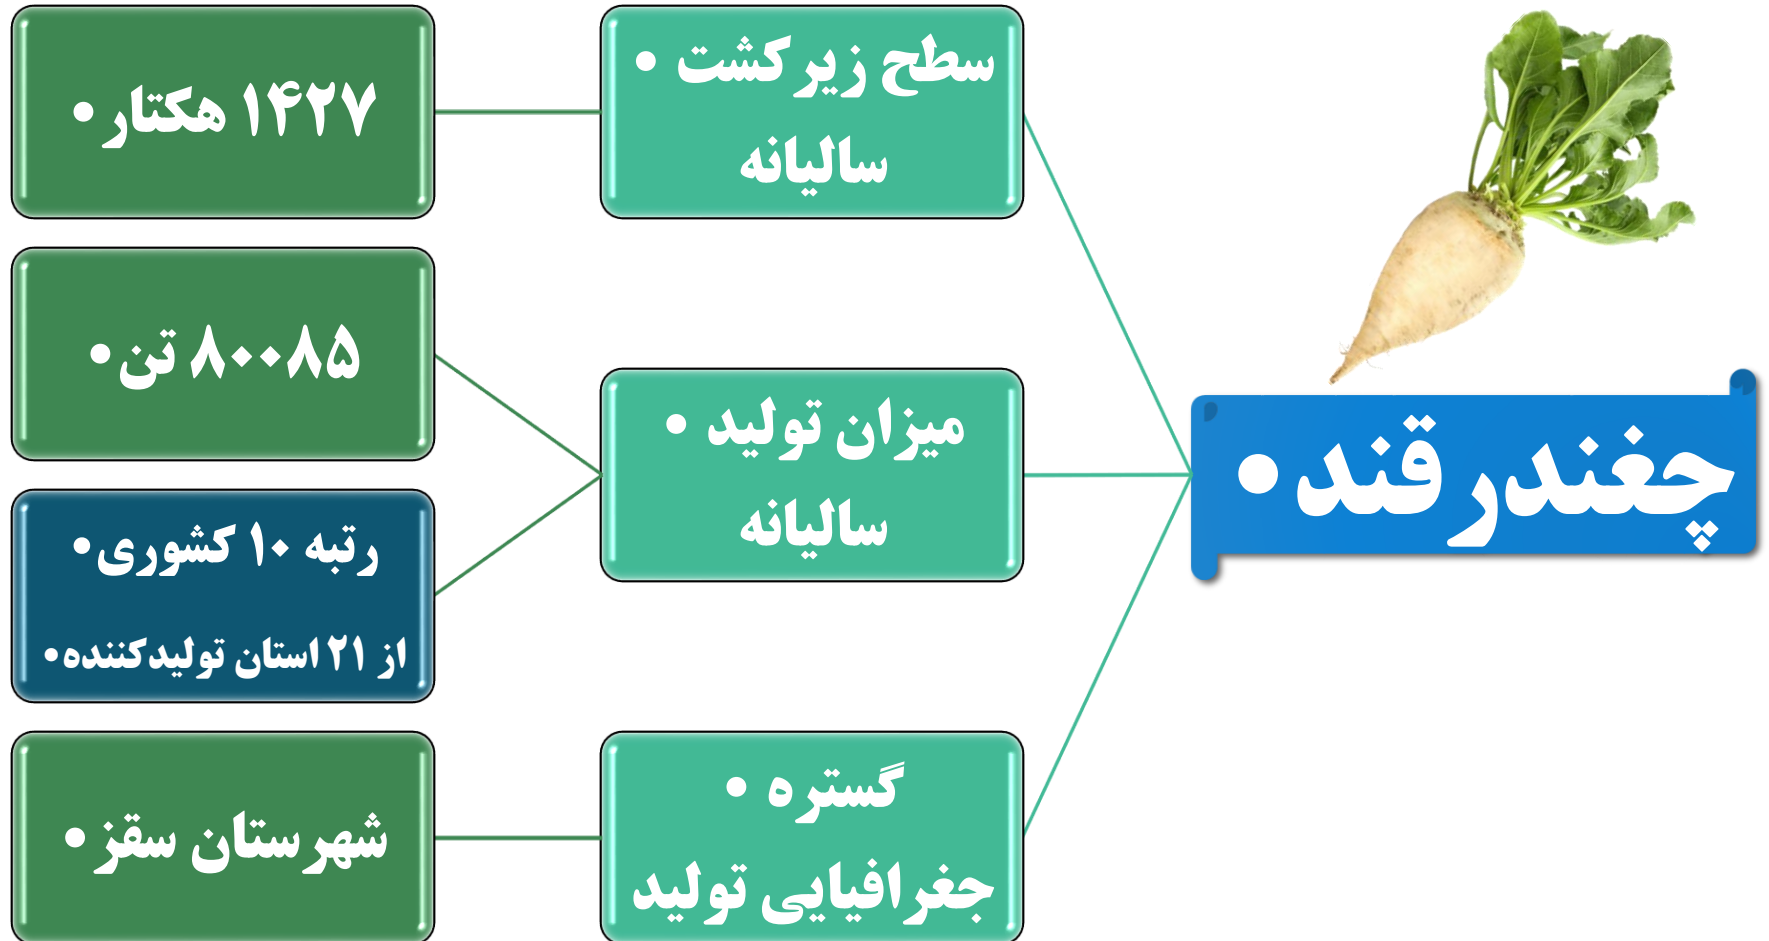 چغندرقند
سطح زیرکشت
سالیانه
۱۴۲۷ هکتار
میزان تولید
سالیانه
۸۰۰۸۵ تن
رتبه ۱۰ کشوری
از ۲۱ استان تولیدکننده
گستره
جغرافیایی تولید
شهرستان سقز